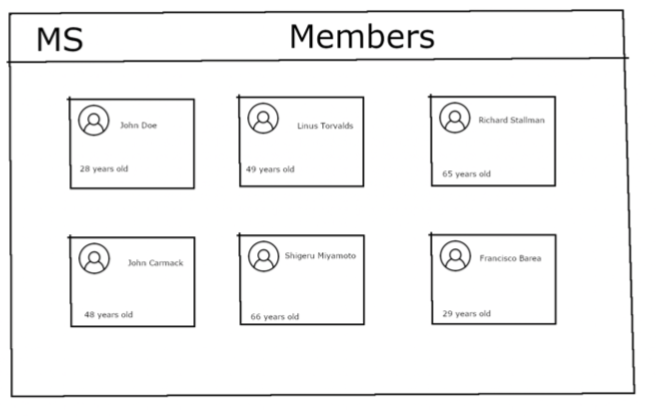 MS
Members
John Doe
28 years old
Linus Torvalds
49 years old
Richard Stallman
65 years old
John Carmack
48 years old
Shigeru Miyamoto
66 years old
Francisco Barea
29 years old